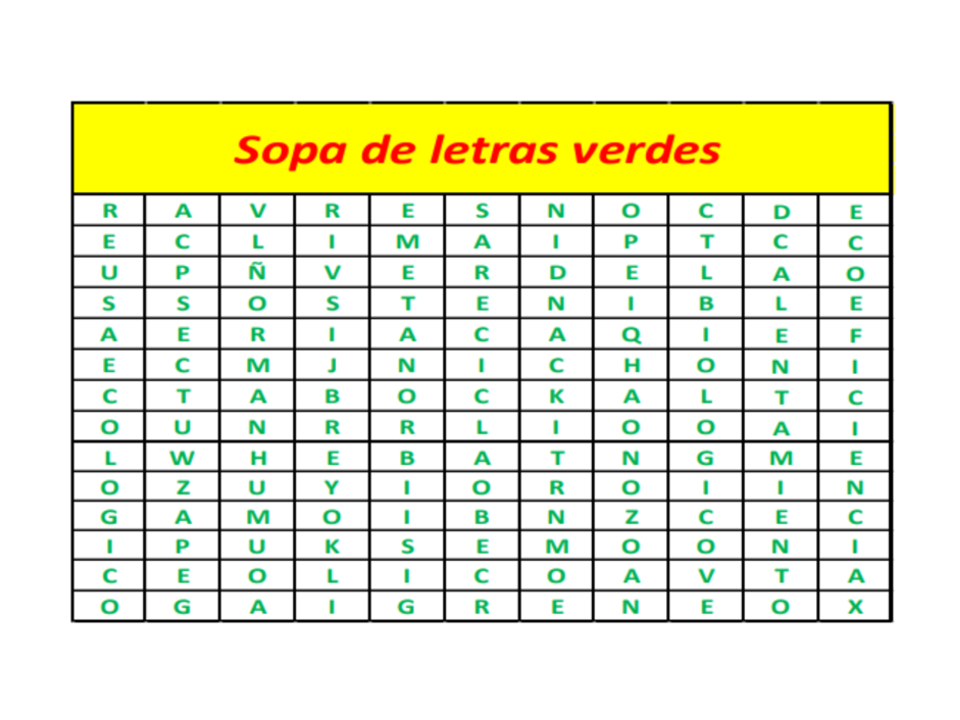 Sopa de letras verdes
R A V R E S N O C D E
E C L I M A I P T C C
U P Ñ V E R D E L A O
S S O S T E N I B L E
A E R I A C A Q I E F
E C M J N I C H O N I
C T A B O C K A L T C
O U N R R L I O O A I
L W H E B A T N G M E
O Z U Y I O R O I I N
G A M O I B N Z C E C
I P U K S E M O O N I
C E O L I C O A V T A
O G A I G R E N E O X